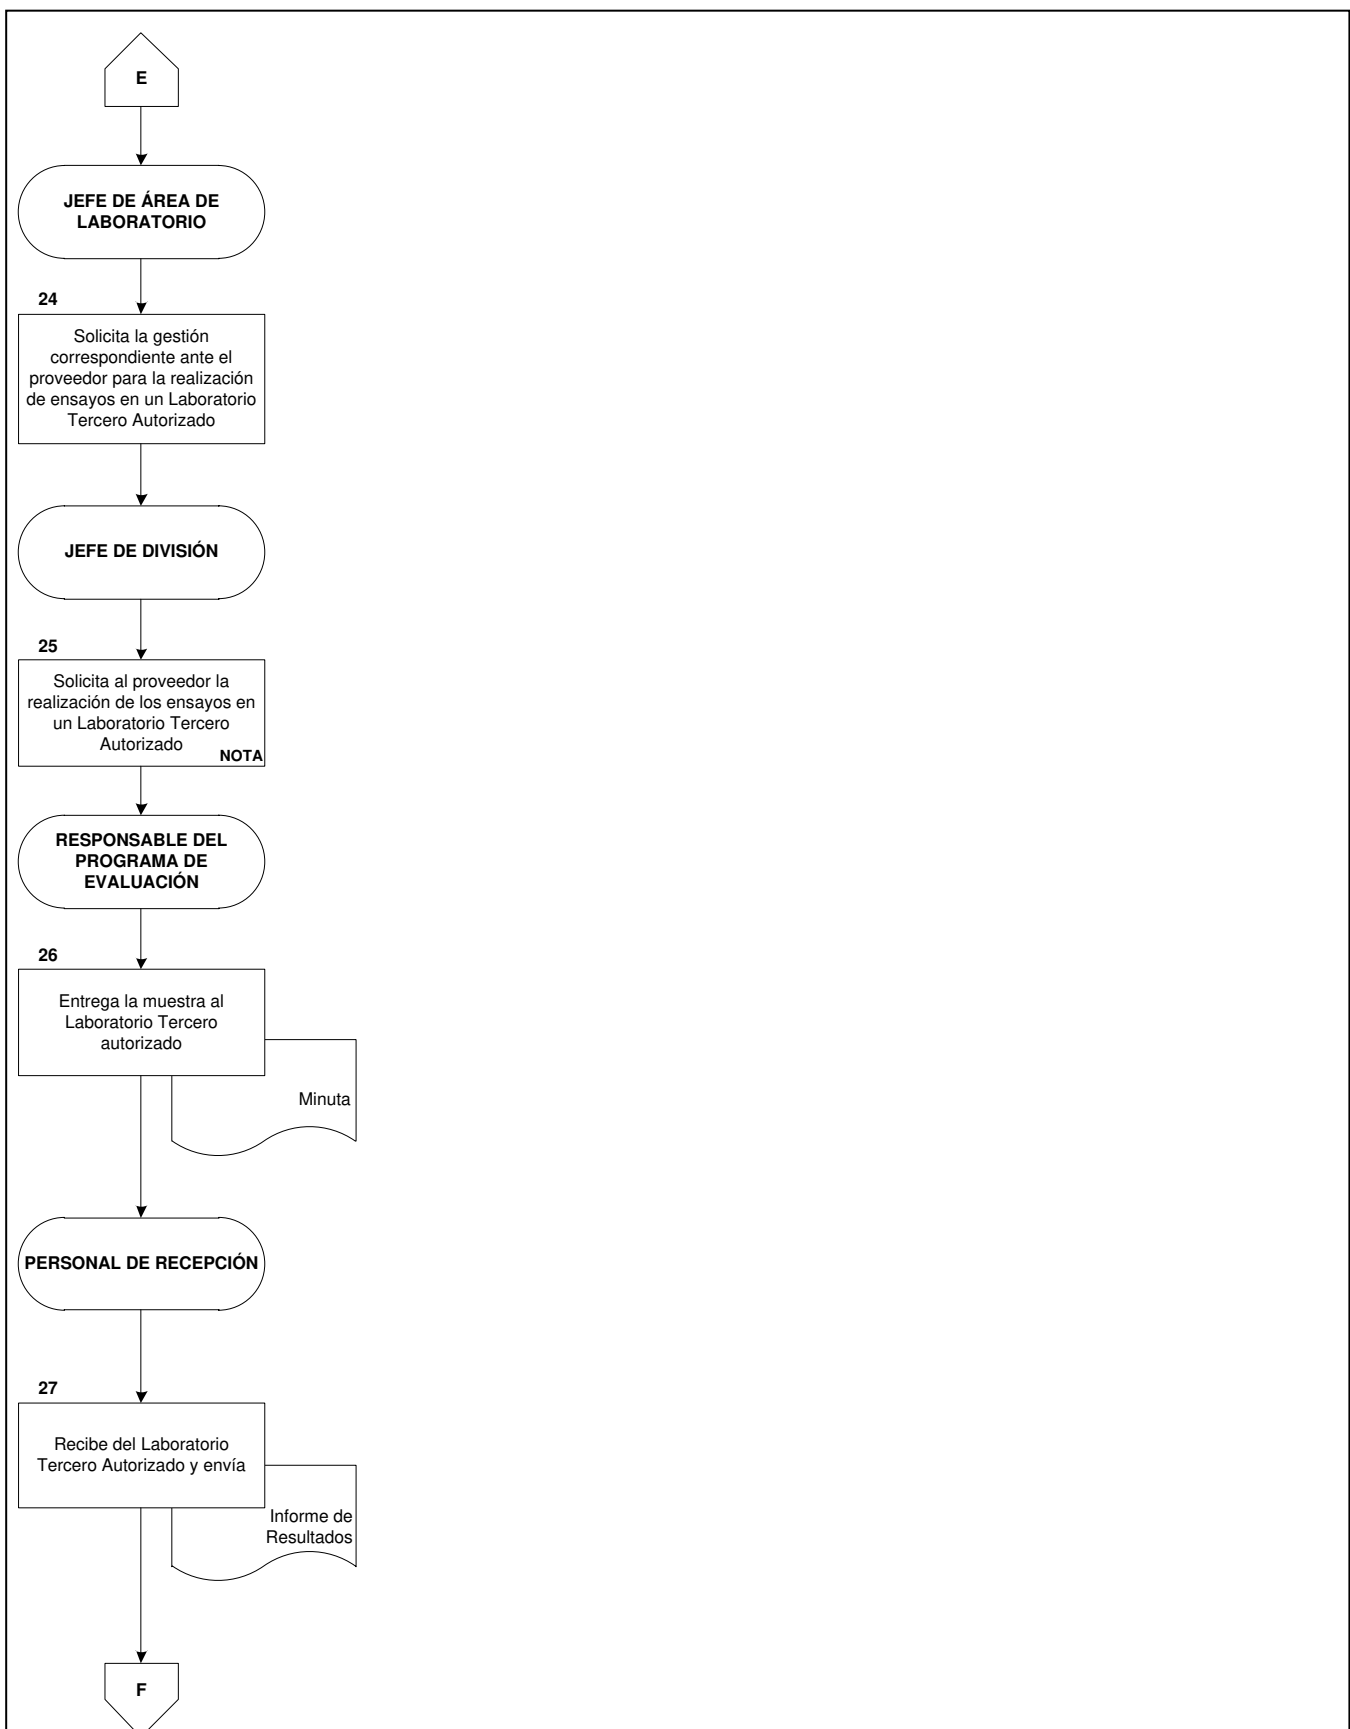 E
JEFE DE ÁREA DE
LABORATORIO
24
Solicita la gestión
correspondiente ante el
proveedor para la realización
de ensayos en un Laboratorio
Tercero Autorizado
JEFE DE DIVISIÓN
25
Solicita al proveedor la
realización de los ensayos en
un Laboratorio Tercero
Autorizado
NOTA
RESPONSABLE DEL
PROGRAMA DE
EVALUACIÓN
26
Entrega la muestra al
Laboratorio Tercero
autorizado
Minuta
PERSONAL DE RECEPCIÓN
27
Recibe del Laboratorio
Tercero Autorizado y envía
Informe de
Resultados
F